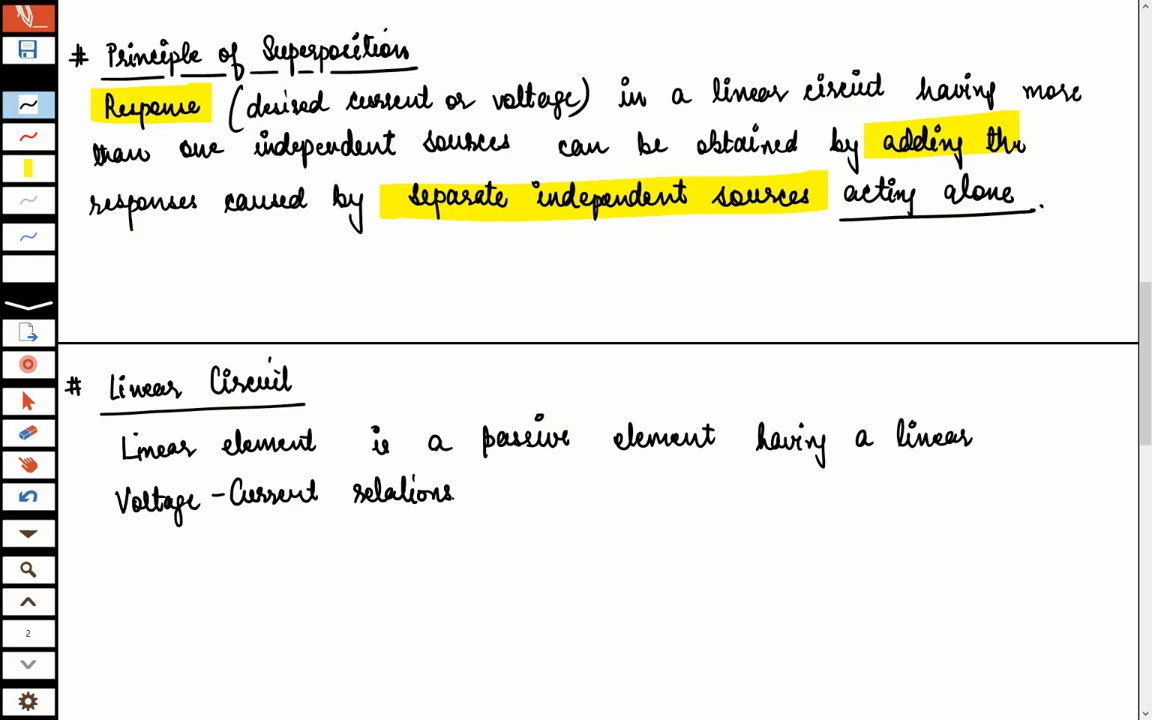 # Principle of Superposition
Response (desired current or voltage) in a linear circuit having more
than one independent sources can be obtained by adding the
responses caused by separate independent sources acting alone.
# Linear Circuit
Linear element is a passive element having a linear
Voltage - Current relations
2